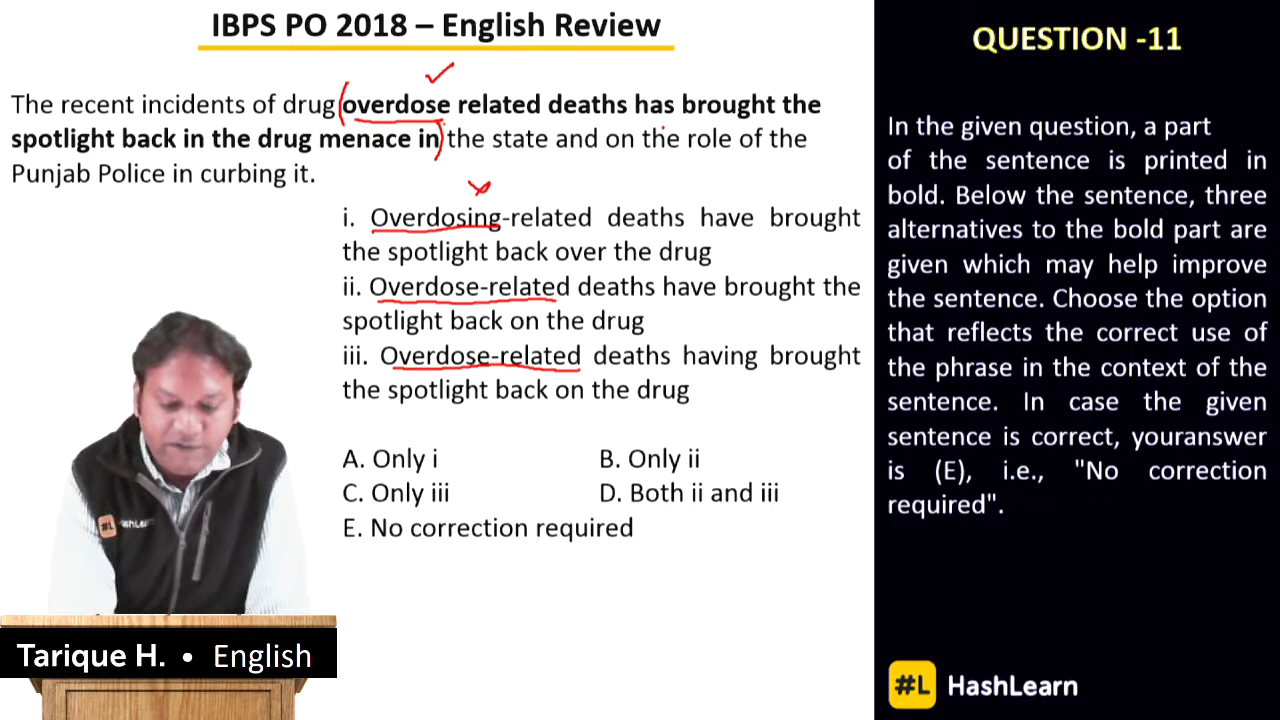 IBPS PO 2018 – English Review
The recent incidents of drug overdose related deaths has brought the
spotlight back in the drug menace in the state and on the role of the
Punjab Police in curbing it.
i. Overdosing-related deaths have brought
the spotlight back over the drug
ii. Overdose-related deaths have brought the
spotlight back on the drug
iii. Overdose-related deaths having brought
the spotlight back on the drug
A. Only i
B. Only ii
C. Only iii
D. Both ii and iii
E. No correction required
QUESTION -11
In the given question, a part
of the sentence is printed in
bold. Below the sentence, three
alternatives to the bold part are
given which may help improve
the sentence. Choose the option
that reflects the correct use of
the phrase in the context of the
sentence. In case the given
sentence is correct, youranswer
is (E), i.e., "No correction
required".
#L HashLearn
Tarique H. • English
#L HashLearn